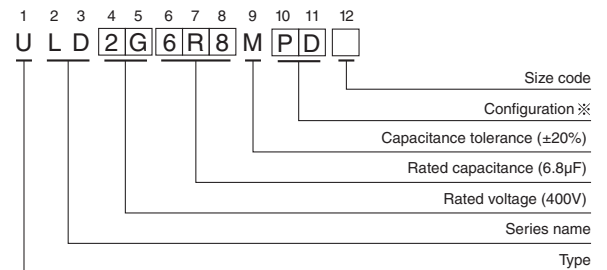 1 2 3 4 5 6 7 8 9 10 11 12
U L D 2 G 6 R 8 M P D
Size code
Configuration ※
Capacitance tolerance (±20%)
Rated capacitance (6.8µF)
Rated voltage (400V)
Series name
Type